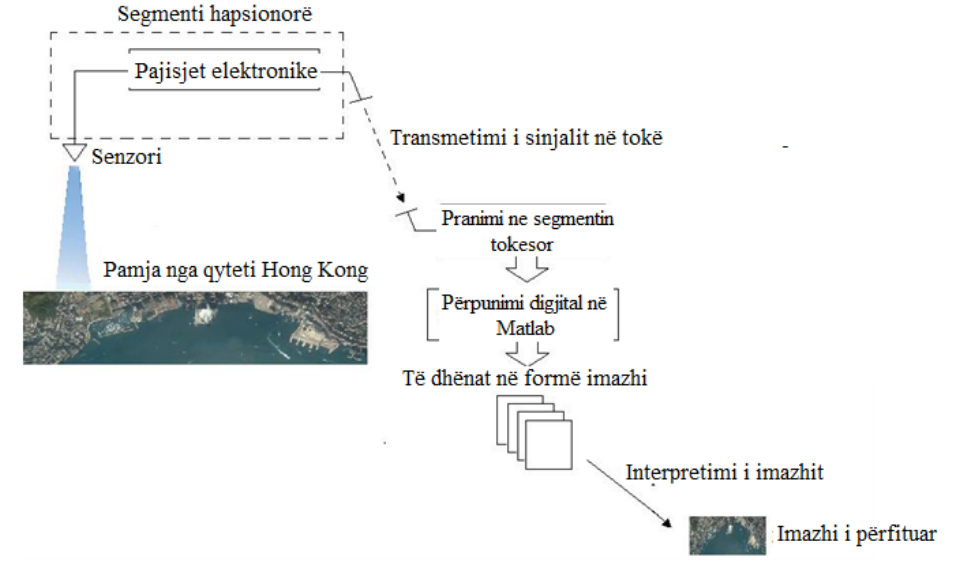 Segmenti hapsionorë
Pajisjet elektronike
Transmetimi i sinjalit në tokë
Senzori
Pranimi ne segmentin
tokesor
Pamja nga qyteti Hong Kong
Përpunimi digjital në
Matlab
Të dhënat në formë imazhi
Interpretimi i imazhit
Imazhi i përfituar